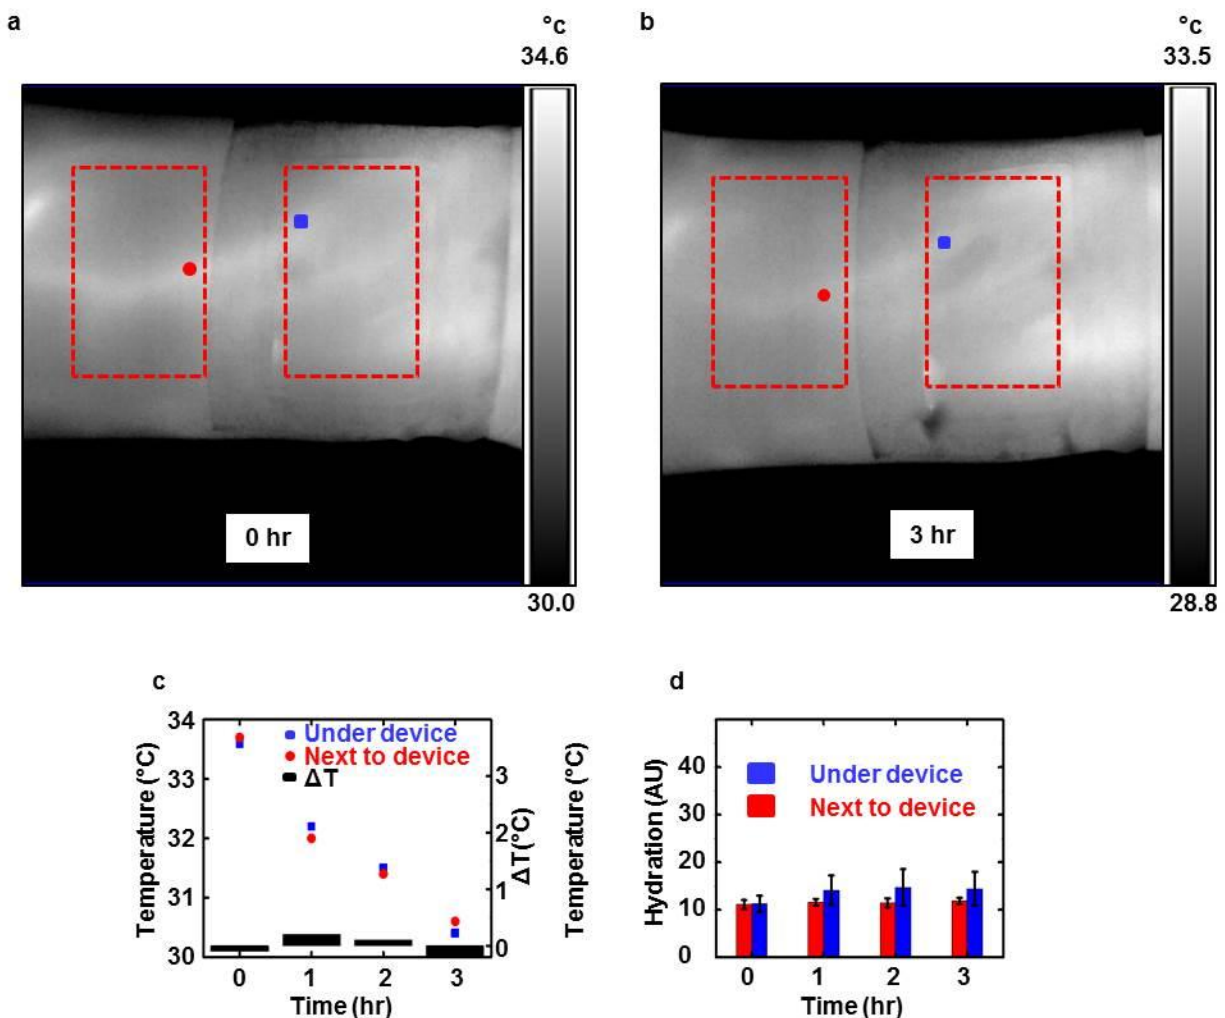 a
°c
34.6
0 hr
30.0
b
°c
33.5
3 hr
28.8
c
Temperature (°C)
34
33
32
31
30
Under device
Next to device
ΔT
3
2
1
0
ΔT(°C)
0 1 2 3
Time (hr)
Temperature (°C)
d
Hydration (AU)
40
30
20
10
0
Under device
Next to device
0 1 2 3
Time (hr)